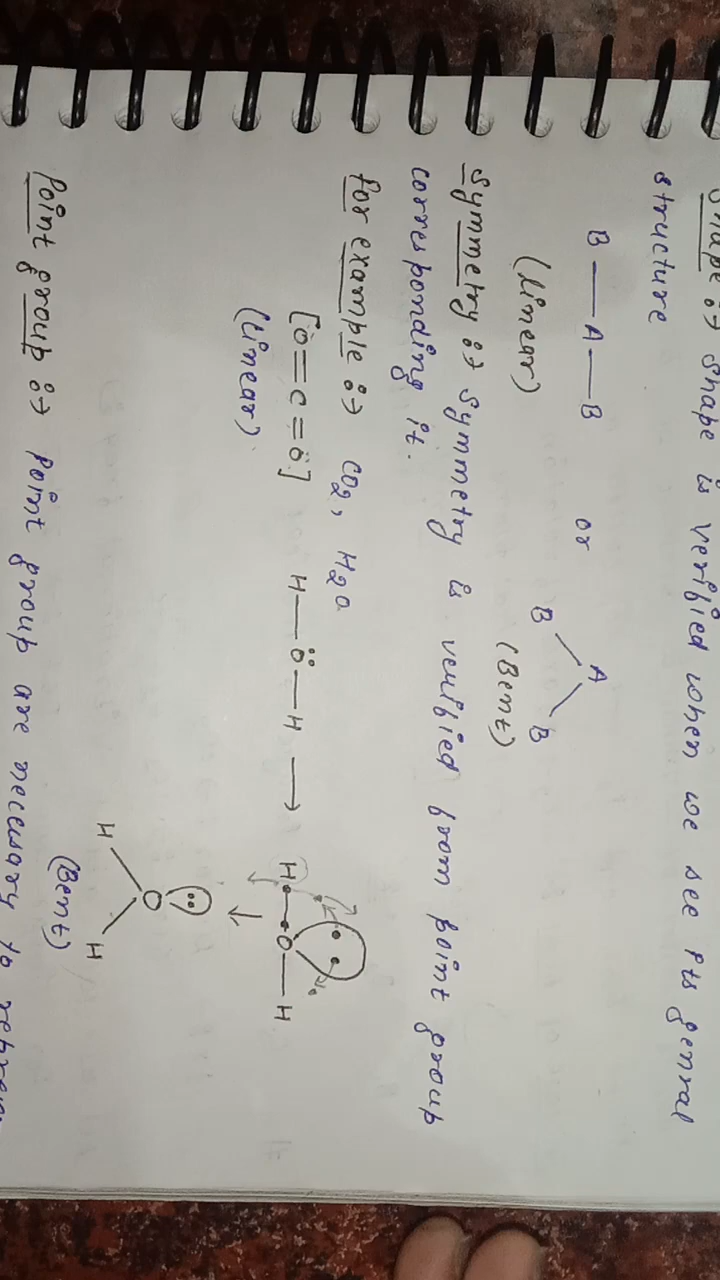 Shape :→ Shape is verified when we see its genral
structure
B — A — B or A
B B
(Linear) (Bent)
Symmetry :→ Symmetry is verified from point group
corresponding it.
for example :→ CO2, H2O
[Ö=C=Ö] H—Ö—H → H—O—H
(Linear)
↓
O
H H
(Bent)
Point group :→ Point group are necessary to